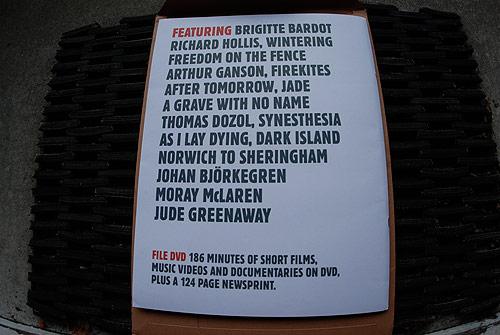 FEATURING BRIGITTE BARDOT
RICHARD HOLLIS, WINTERING
FREEDOM ON THE FENCE
ARTHUR GANSON, FIREKITES
AFTER TOMORROW, JADE
A GRAVE WITH NO NAME
THOMAS DOZOL, SYNESTHESIA
AS I LAY DYING, DARK ISLAND
NORWICH TO SHERINGHAM
JOHAN BJÖRKEGREN
MORAY McLAREN
JUDE GREENAWAY
FILE DVD 186 MINUTES OF SHORT FILMS,
MUSIC VIDEOS AND DOCUMENTARIES ON DVD,
PLUS A 124 PAGE NEWSPRINT.